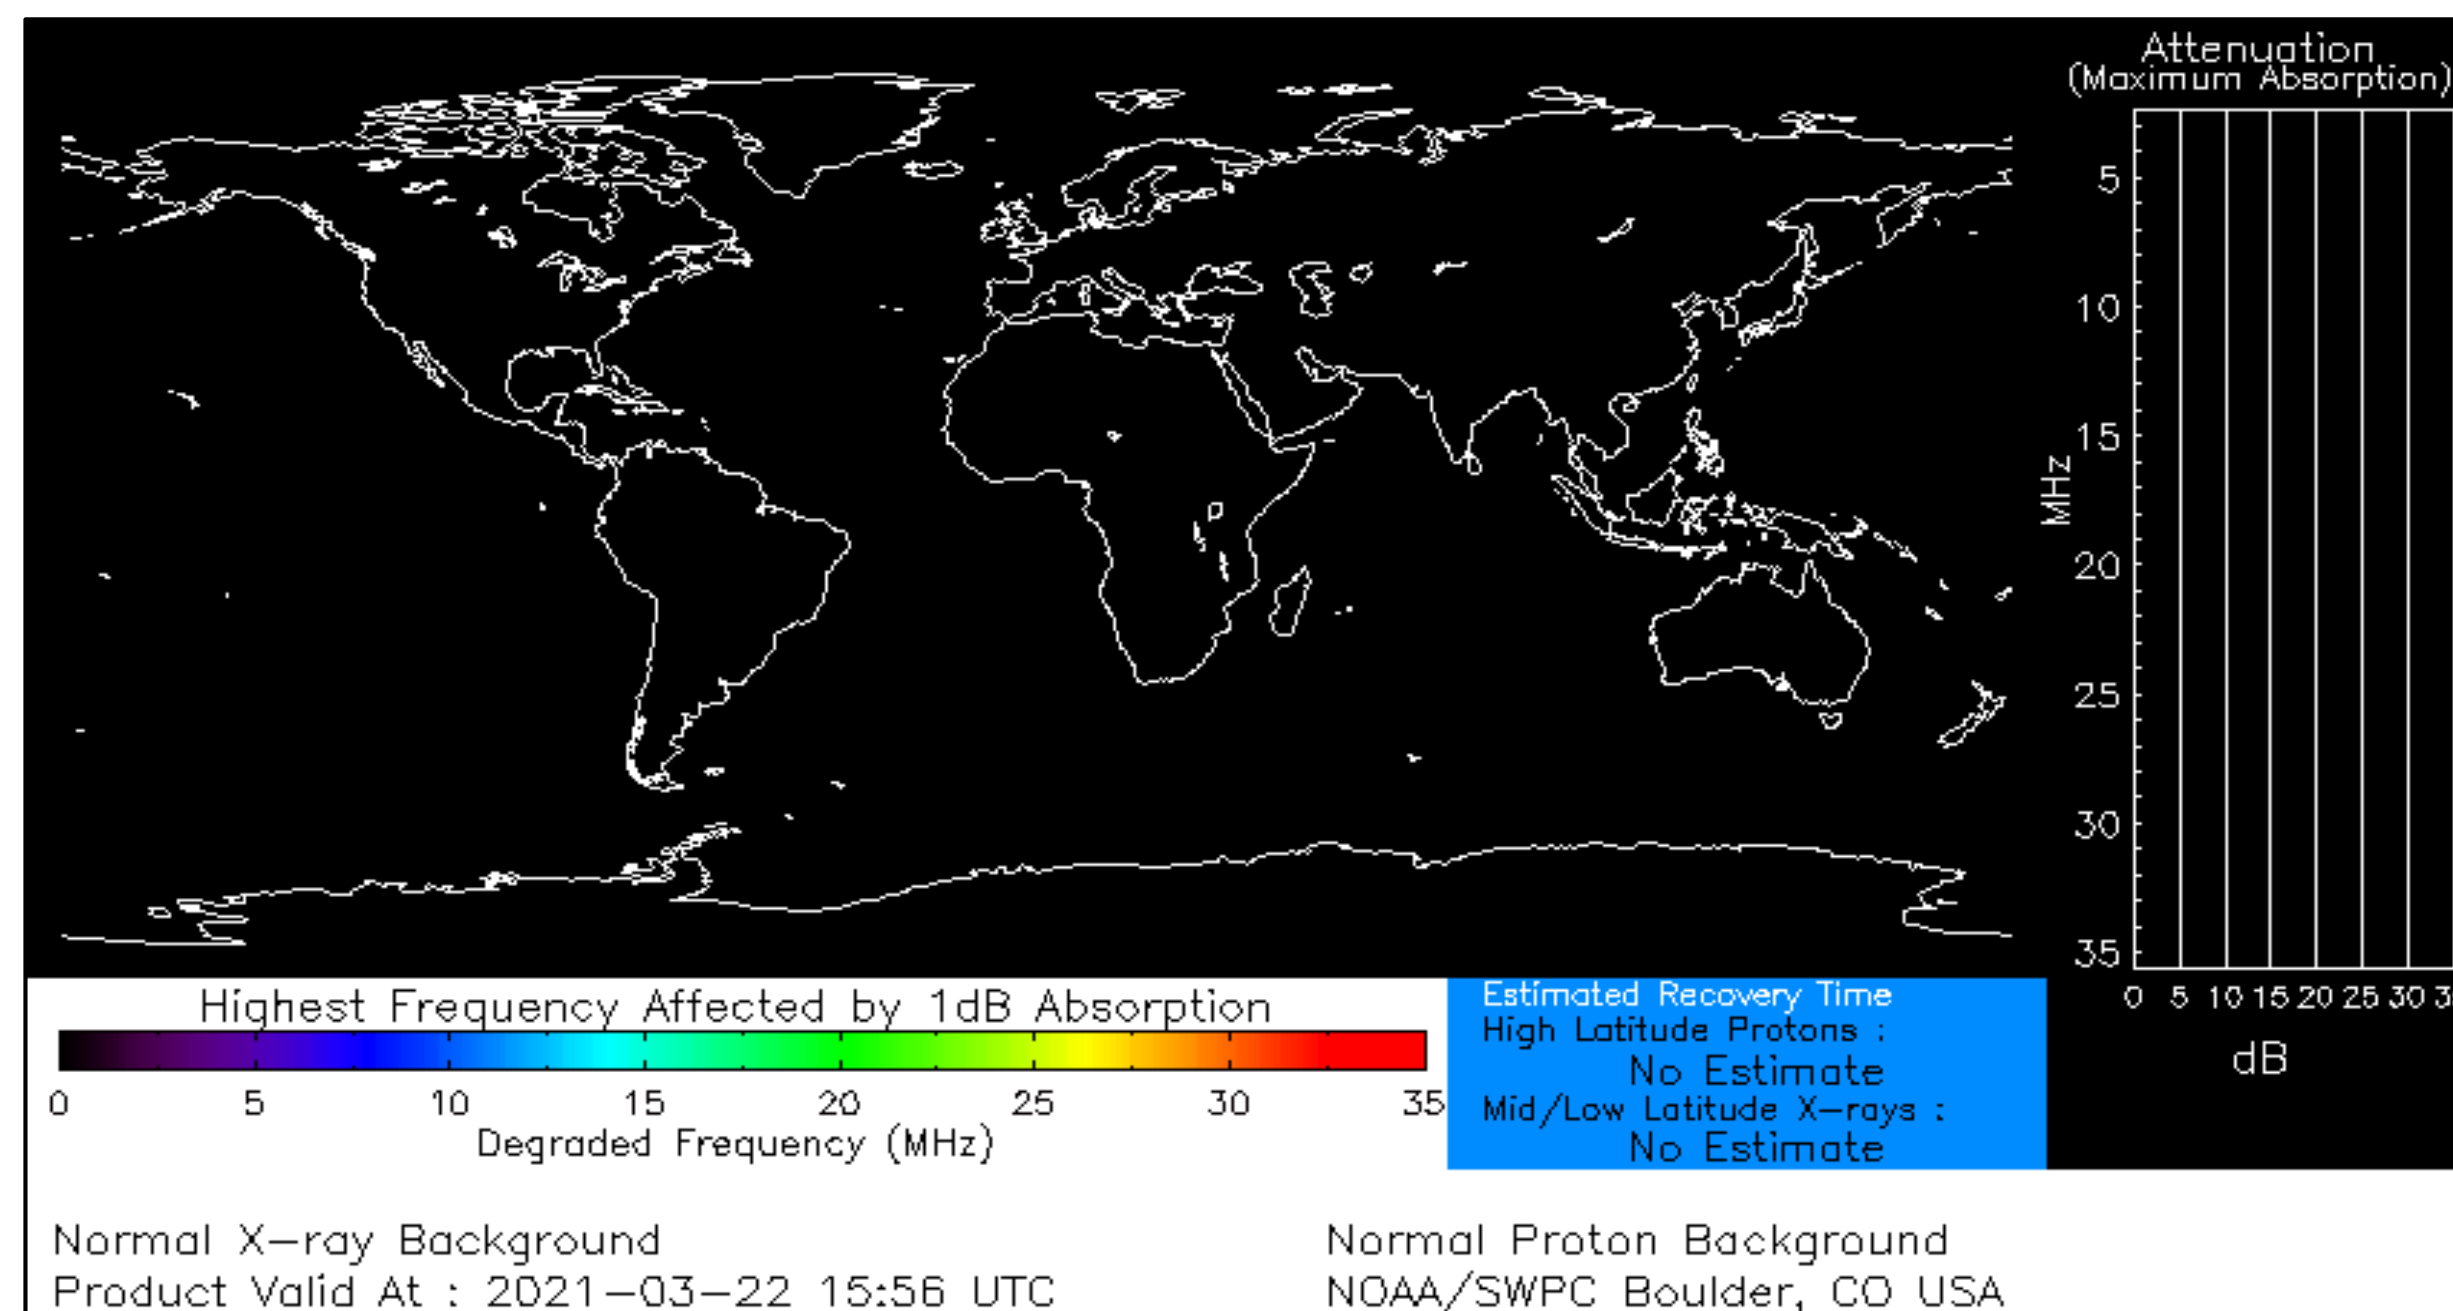 Attenuation
(Maximum Absorption)
5
10
15
20
25
30
35
MHz
0 5 10 15 20 25 30
dB
Highest Frequency Affected by 1dB Absorption
0 5 10 15 20 25 30 35
Degraded Frequency (MHz)
Estimated Recovery Time
High Latitude Protons :
No Estimate
Mid/Low Latitude X-rays :
No Estimate
Normal X-ray Background
Normal Proton Background
Product Valid At : 2021-03-22 15:56 UTC
NOAA/SWPC Boulder, CO USA